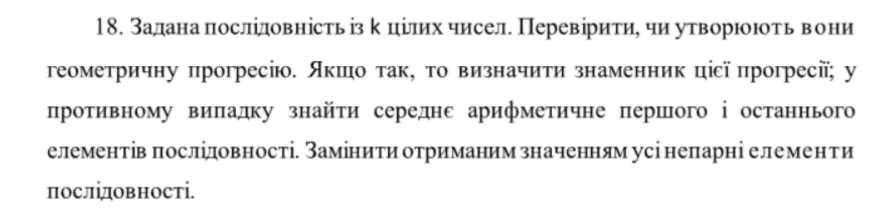 18. Задана послідовність із k цілих чисел. Перевірити, чи утворюють вони
геометричну прогресію. Якщо так, то визначити знаменник цієї прогресії; у
противному випадку знайти середнє арифметичне першого і останнього
елементів послідовності. Замінити отриманим значенням усі непарні елементи
послідовності.